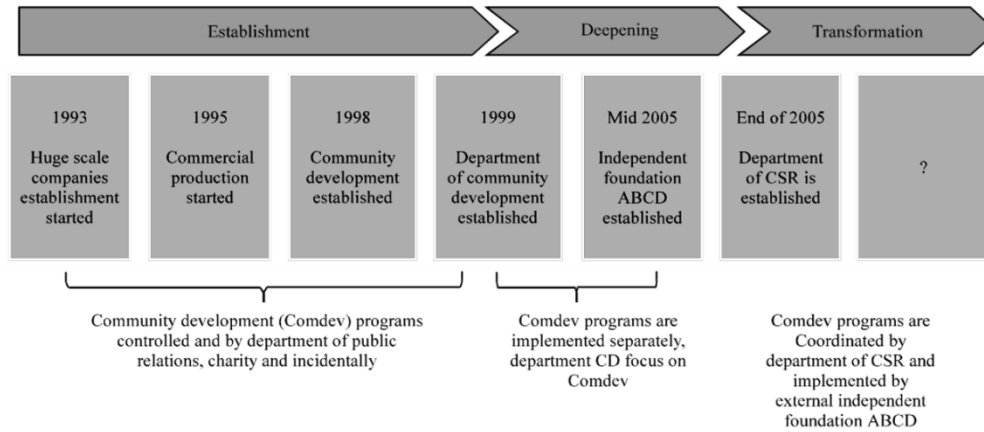 Establishment
Deepening
Transformation
1993
Huge scale
companies
establishment
started
1995
Commercial
production
started
1998
Community
development
established
1999
Department
of community
development
established
Mid 2005
Independent
foundation
ABCD
established
End of 2005
Department
of CSR is
established
?
Community development (Comdev) programs
controlled and by department of public
relations, charity and incidentally
Comdev programs are
implemented separately,
department CD focus on
Comdev
Comdev programs are
Coordinated by
department of CSR and
implemented by
external independent
foundation ABCD